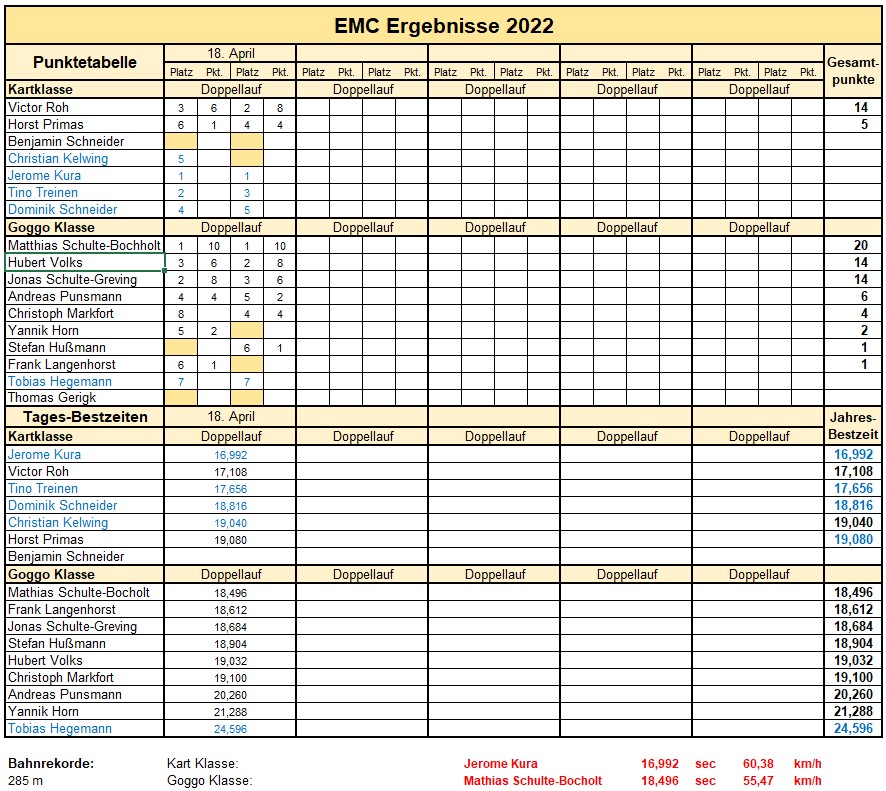 EMC Ergebnisse 2022
Punktetabelle 18. April Gesamt-punkte
Platz Pkt. Platz Pkt. Platz Pkt. Platz Pkt. Platz Pkt. Platz Pkt. Platz Pkt. Platz Pkt. Platz Pkt. Platz Pkt.
Kartklasse Doppellauf Doppellauf Doppellauf Doppellauf Doppellauf
Victor Roh 3 6 2 8 14
Horst Primas 6 1 4 4 5
Benjamin Schneider
Christian Kelwing 5
Jerome Kura 1 1
Tino Treinen 2 3
Dominik Schneider 4 5
Goggo Klasse Doppellauf Doppellauf Doppellauf Doppellauf Doppellauf
Matthias Schulte-Bochholt 1 10 1 10 20
Hubert Volks 3 6 2 8 14
Jonas Schulte-Greving 2 8 3 6 14
Andreas Punsmann 4 4 5 2 6
Christoph Markfort 8 4 4 4
Yannik Horn 5 2 2
Stefan Hußmann 6 1 1
Frank Langenhorst 6 1 1
Tobias Hegemann 7 7
Thomas Gerigk
Tages-Bestzeiten 18. April Jahres-
Kartklasse Doppellauf Doppellauf Doppellauf Doppellauf Doppellauf Bestzeit
Jerome Kura 16,992 16,992
Victor Roh 17,108 17,108
Tino Treinen 17,656 17,656
Dominik Schneider 18,816 18,816
Christian Kelwing 19,040 19,040
Horst Primas 19,080 19,080
Benjamin Schneider
Goggo Klasse Doppellauf Doppellauf Doppellauf Doppellauf Doppellauf
Mathias Schulte-Bocholt 18,496 18,496
Frank Langenhorst 18,612 18,612
Jonas Schulte-Greving 18,684 18,684
Stefan Hußmann 18,904 18,904
Hubert Volks 19,032 19,032
Christoph Markfort 19,100 19,100
Andreas Punsmann 20,260 20,260
Yannik Horn 21,288 21,288
Tobias Hegemann 24,596 24,596
Bahnrekorde: Kart Klasse: Jerome Kura 16,992 sec 60,38 km/h
285 m Goggo Klasse: Mathias Schulte-Bocholt 18,496 sec 55,47 km/h